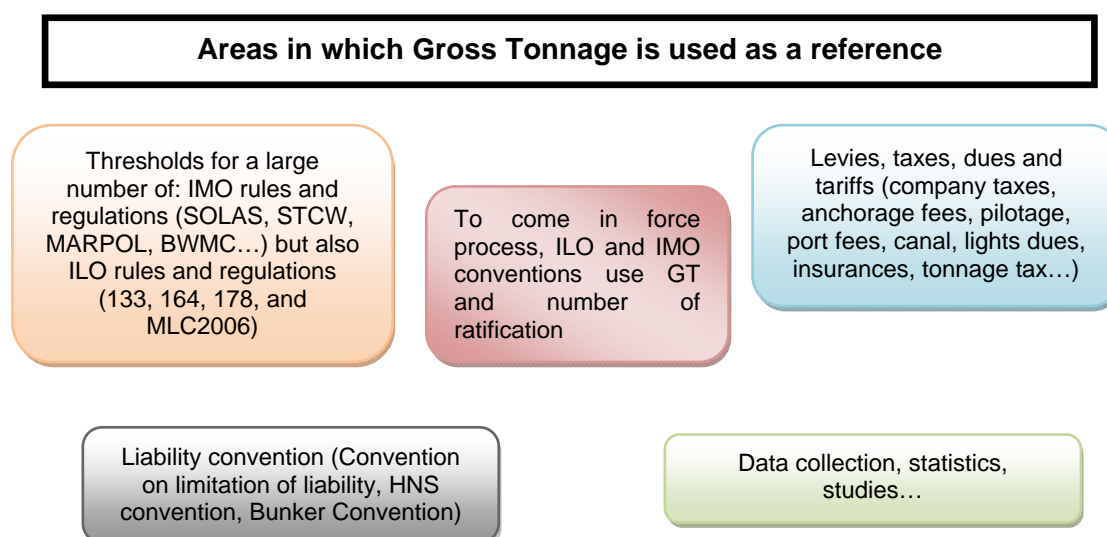 Areas in which Gross Tonnage is used as a reference
Thresholds for a large
number of: IMO rules and
regulations (SOLAS, STCW,
MARPOL, BWMC…) but also
ILO rules and regulations
(133, 164, 178, and
MLC2006)
To come in force
process, ILO and IMO
conventions use GT
and number of
ratification
Levies, taxes, dues and
tariffs (company taxes,
anchorage fees, pilotage,
port fees, canal, lights dues,
insurances, tonnage tax…)
Liability convention (Convention
on limitation of liability, HNS
convention, Bunker Convention)
Data collection, statistics,
studies…